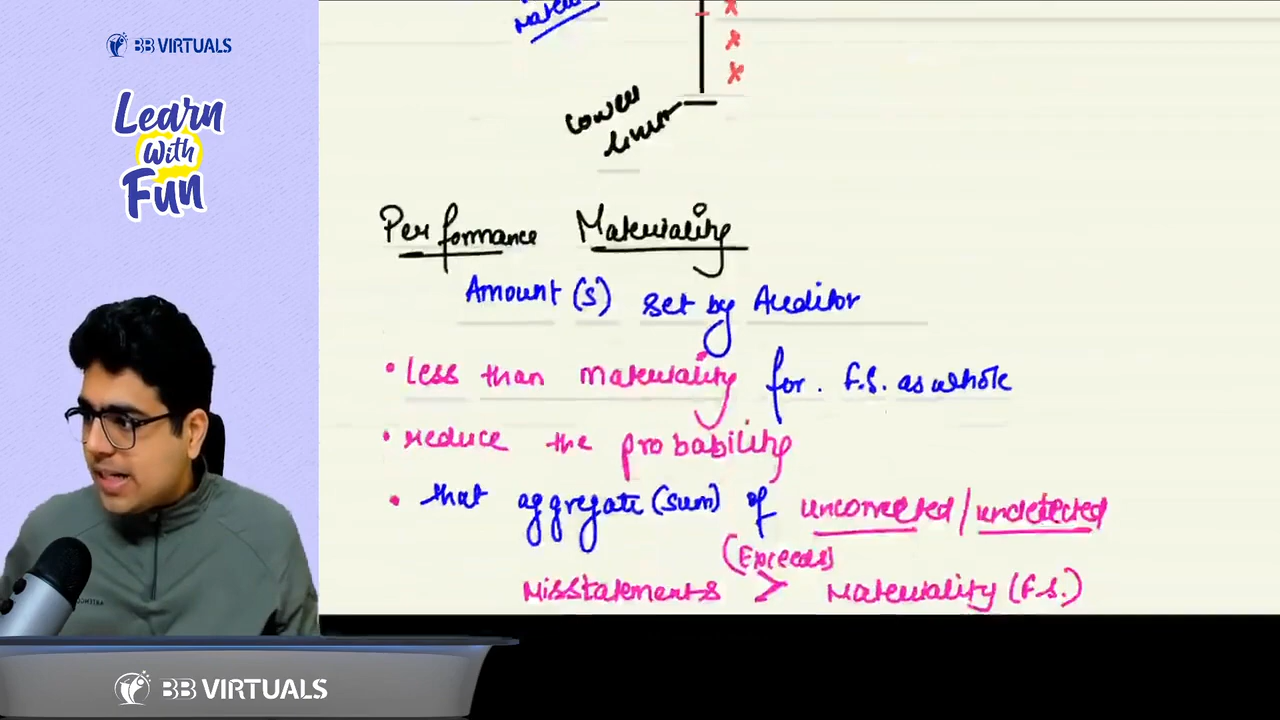 BB VIRTUALS
Learn
With
Fun
Lower
limit
Performance Materiality
Amount(s) set by Auditor
• less than materiality for. F.S. as whole
• reduce the probability
• that aggregate (sum) of uncorrected/undetected
(Exceeds)
Misstatements > Materiality (F.S.)
BB VIRTUALS